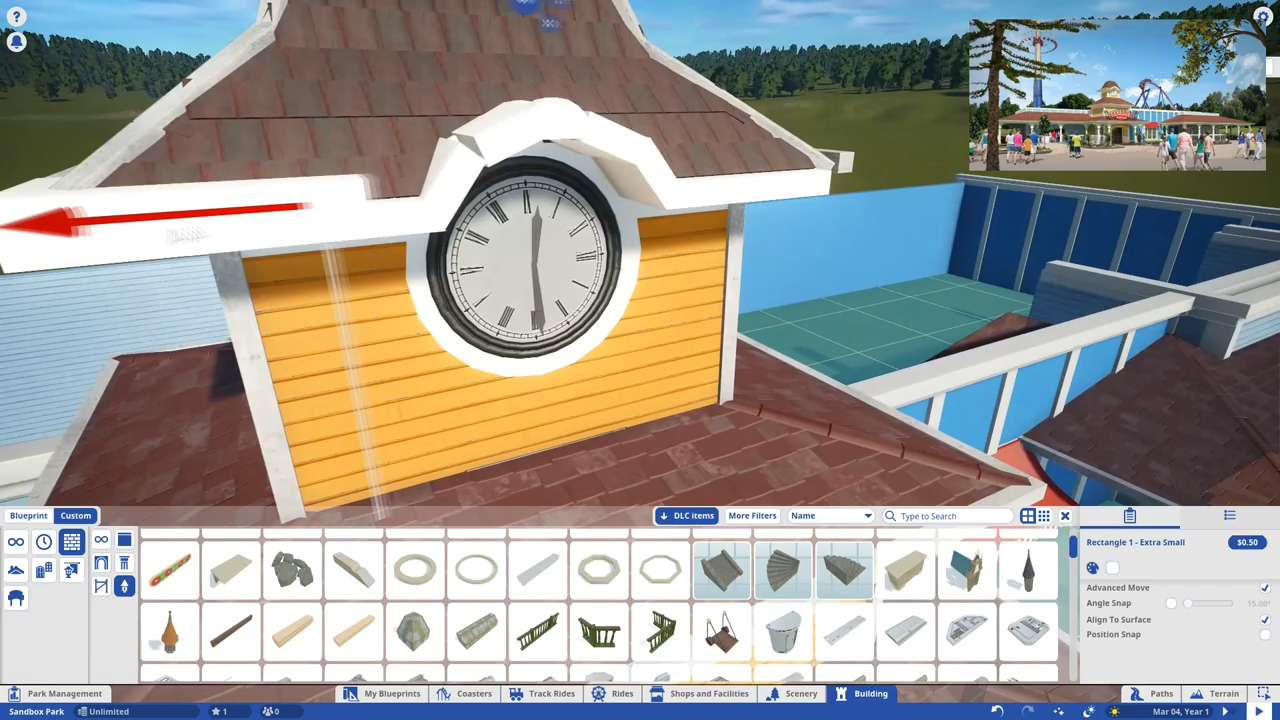 ?
Blueprint Custom
DLC items More Filters Name Type to Search
Rectangle 1 - Extra Small $0.50
Advanced Move
Angle Snap 15.00°
Align To Surface
Position Snap
Park Management My Blueprints Coasters Track Rides Rides Shops and Facilities Scenery Building Paths Terrain
Sandbox Park Unlimited 1 0 Mar 04, Year 1